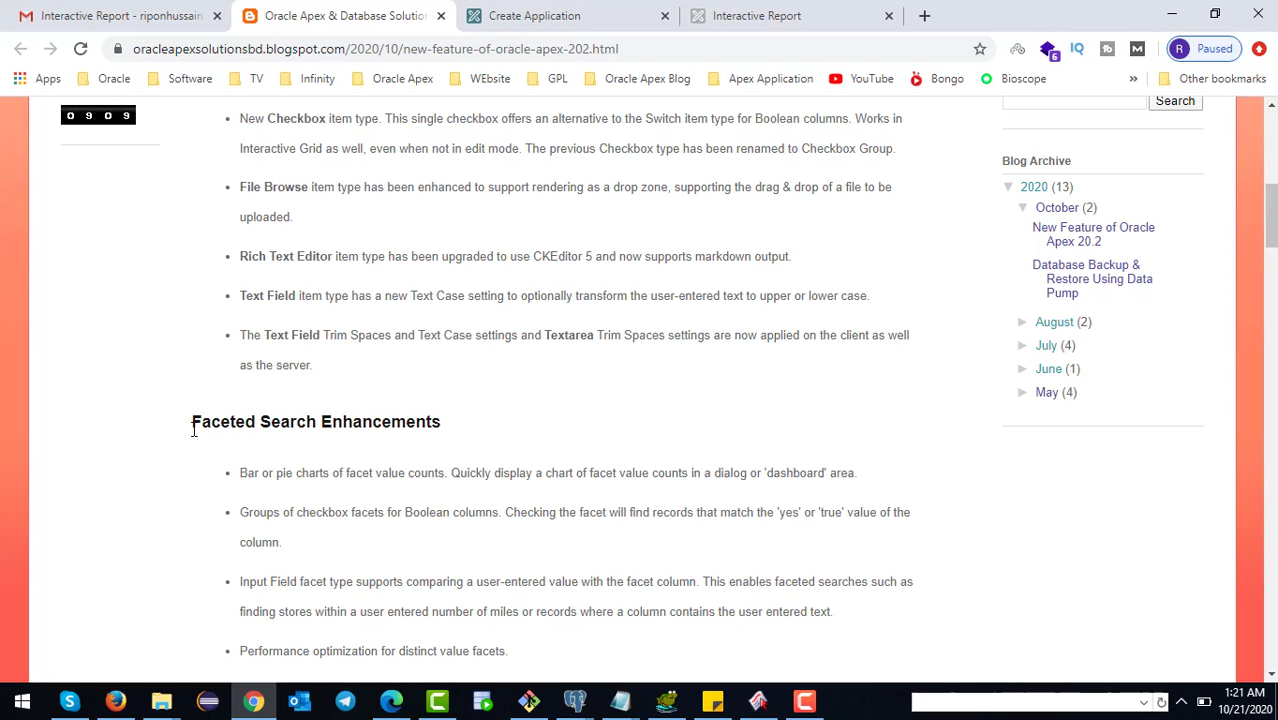 Interactive Report - riponhussain
Oracle Apex & Database Solution
Create Application
Interactive Report
oracleapexsolutionsbd.blogspot.com/2020/10/new-feature-of-oracle-apex-202.html
6
IQ
M
R Paused
Apps
Oracle
Software
TV
Infinity
Oracle Apex
WEbsite
GPL
Oracle Apex Blog
Apex Application
YouTube
Bongo
Bioscope
»
Other bookmarks
0909
Search
New Checkbox item type. This single checkbox offers an alternative to the Switch item type for Boolean columns. Works in
Interactive Grid as well, even when not in edit mode. The previous Checkbox type has been renamed to Checkbox Group.
File Browse item type has been enhanced to support rendering as a drop zone, supporting the drag & drop of a file to be
uploaded.
Rich Text Editor item type has been upgraded to use CKEditor 5 and now supports markdown output.
Text Field item type has a new Text Case setting to optionally transform the user-entered text to upper or lower case.
The Text Field Trim Spaces and Text Case settings and Textarea Trim Spaces settings are now applied on the client as well
as the server.
Faceted Search Enhancements
Bar or pie charts of facet value counts. Quickly display a chart of facet value counts in a dialog or 'dashboard' area.
Groups of checkbox facets for Boolean columns. Checking the facet will find records that match the 'yes' or 'true' value of the
column.
Input Field facet type supports comparing a user-entered value with the facet column. This enables faceted searches such as
finding stores within a user entered number of miles or records where a column contains the user entered text.
Performance optimization for distinct value facets.
Blog Archive
▼ 2020 (13)
▼ October (2)
New Feature of Oracle
Apex 20.2
Database Backup &
Restore Using Data
Pump
► August (2)
► July (4)
► June (1)
► May (4)
1:21 AM
10/21/2020